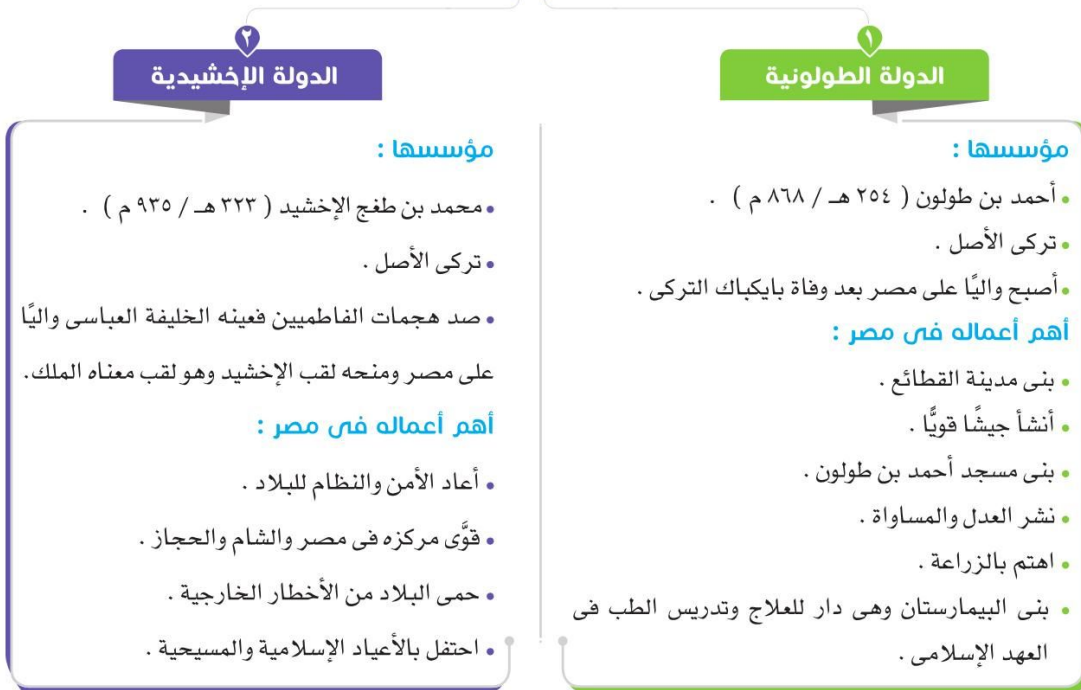 ١
الدولة الطولونية
مؤسسها :
• أحمد بن طولون ( ٢٥٤ هـ / ٨٦٨ م ) .
• تركى الأصل .
• أصبح واليًا على مصر بعد وفاة بايكباك التركى .
أهم أعماله فى مصر :
• بنى مدينة القطائع .
• أنشأ جيشًا قويًّا .
• بنى مسجد أحمد بن طولون .
• نشر العدل والمساواة .
• اهتم بالزراعة .
• بنى البيمارستان وهى دار للعلاج وتدريس الطب فى
العهد الإسلامى .
٢
الدولة الإخشيدية
مؤسسها :
• محمد بن طغج الإخشيد ( ٣٢٣ هـ / ٩٣٥ م ) .
• تركى الأصل .
• صد هجمات الفاطميين فعينه الخليفة العباسى واليًا
على مصر ومنحه لقب الإخشيد وهو لقب معناه الملك.
أهم أعماله فى مصر :
• أعاد الأمن والنظام للبلاد .
• قوَّى مركزه فى مصر والشام والحجاز .
• حمى البلاد من الأخطار الخارجية .
• احتفل بالأعياد الإسلامية والمسيحية .